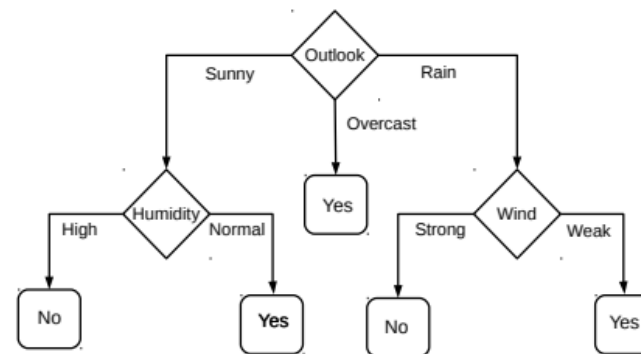 Outlook
Sunny
Rain
Overcast
Yes
Humidity
Wind
High
Normal
Strong
Weak
No
Yes
No
Yes